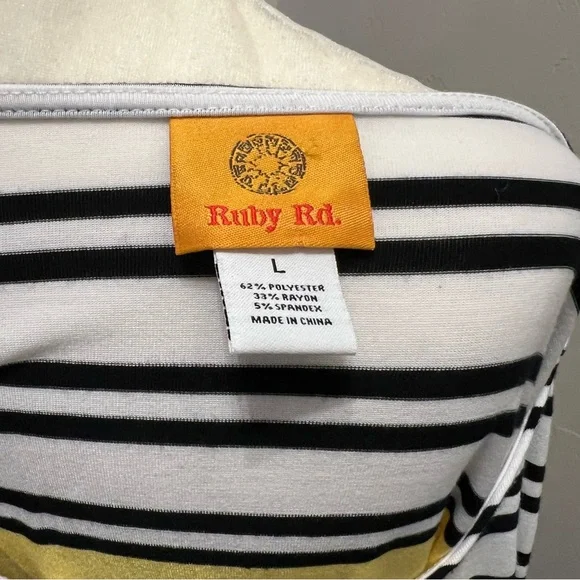 Ruby Rd.
L
62% POLYESTER
33% RAYON
5% SPANDEX
MADE IN CHINA